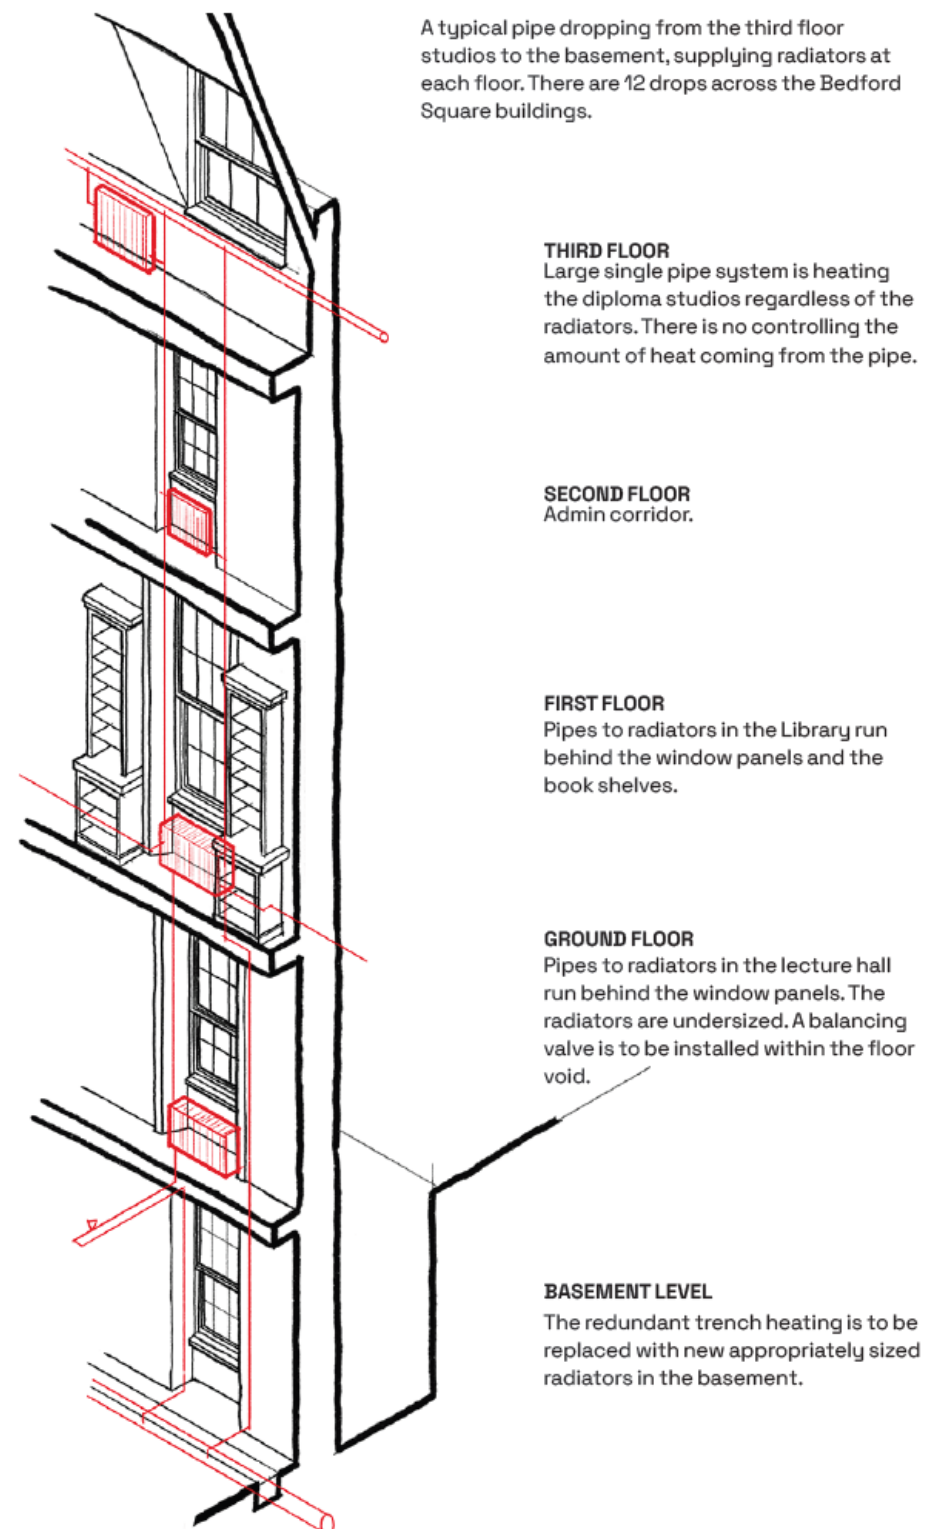 A typical pipe dropping from the third floor
studios to the basement, supplying radiators at
each floor. There are 12 drops across the Bedford
Square buildings.
THIRD FLOOR
Large single pipe system is heating
the diploma studios regardless of the
radiators. There is no controlling the
amount of heat coming from the pipe.
SECOND FLOOR
Admin corridor.
FIRST FLOOR
Pipes to radiators in the Library run
behind the window panels and the
book shelves.
GROUND FLOOR
Pipes to radiators in the lecture hall
run behind the window panels. The
radiators are undersized. A balancing
valve is to be installed within the floor
void.
BASEMENT LEVEL
The redundant trench heating is to be
replaced with new appropriately sized
radiators in the basement.